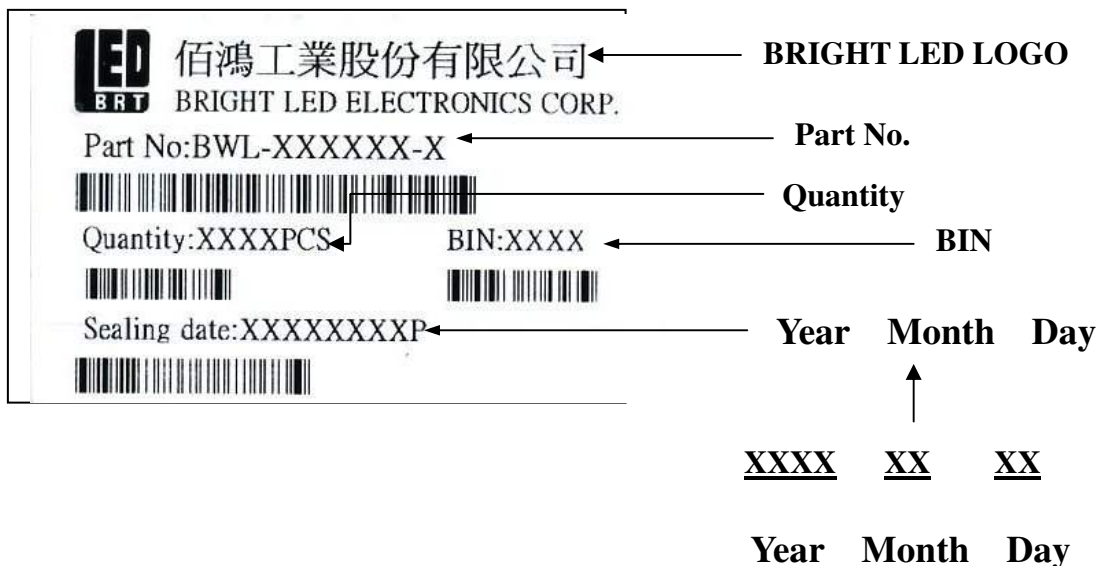 LED 佰鴻工業股份有限公司 BRIGHT LED LOGO
BRT BRIGHT LED ELECTRONICS CORP.
Part No:BWL-XXXXXX-X Part No.
Quantity
Quantity:XXXXPCS BIN:XXXX BIN
Sealing date:XXXXXXXXP Year Month Day
XXXX XX XX
Year Month Day